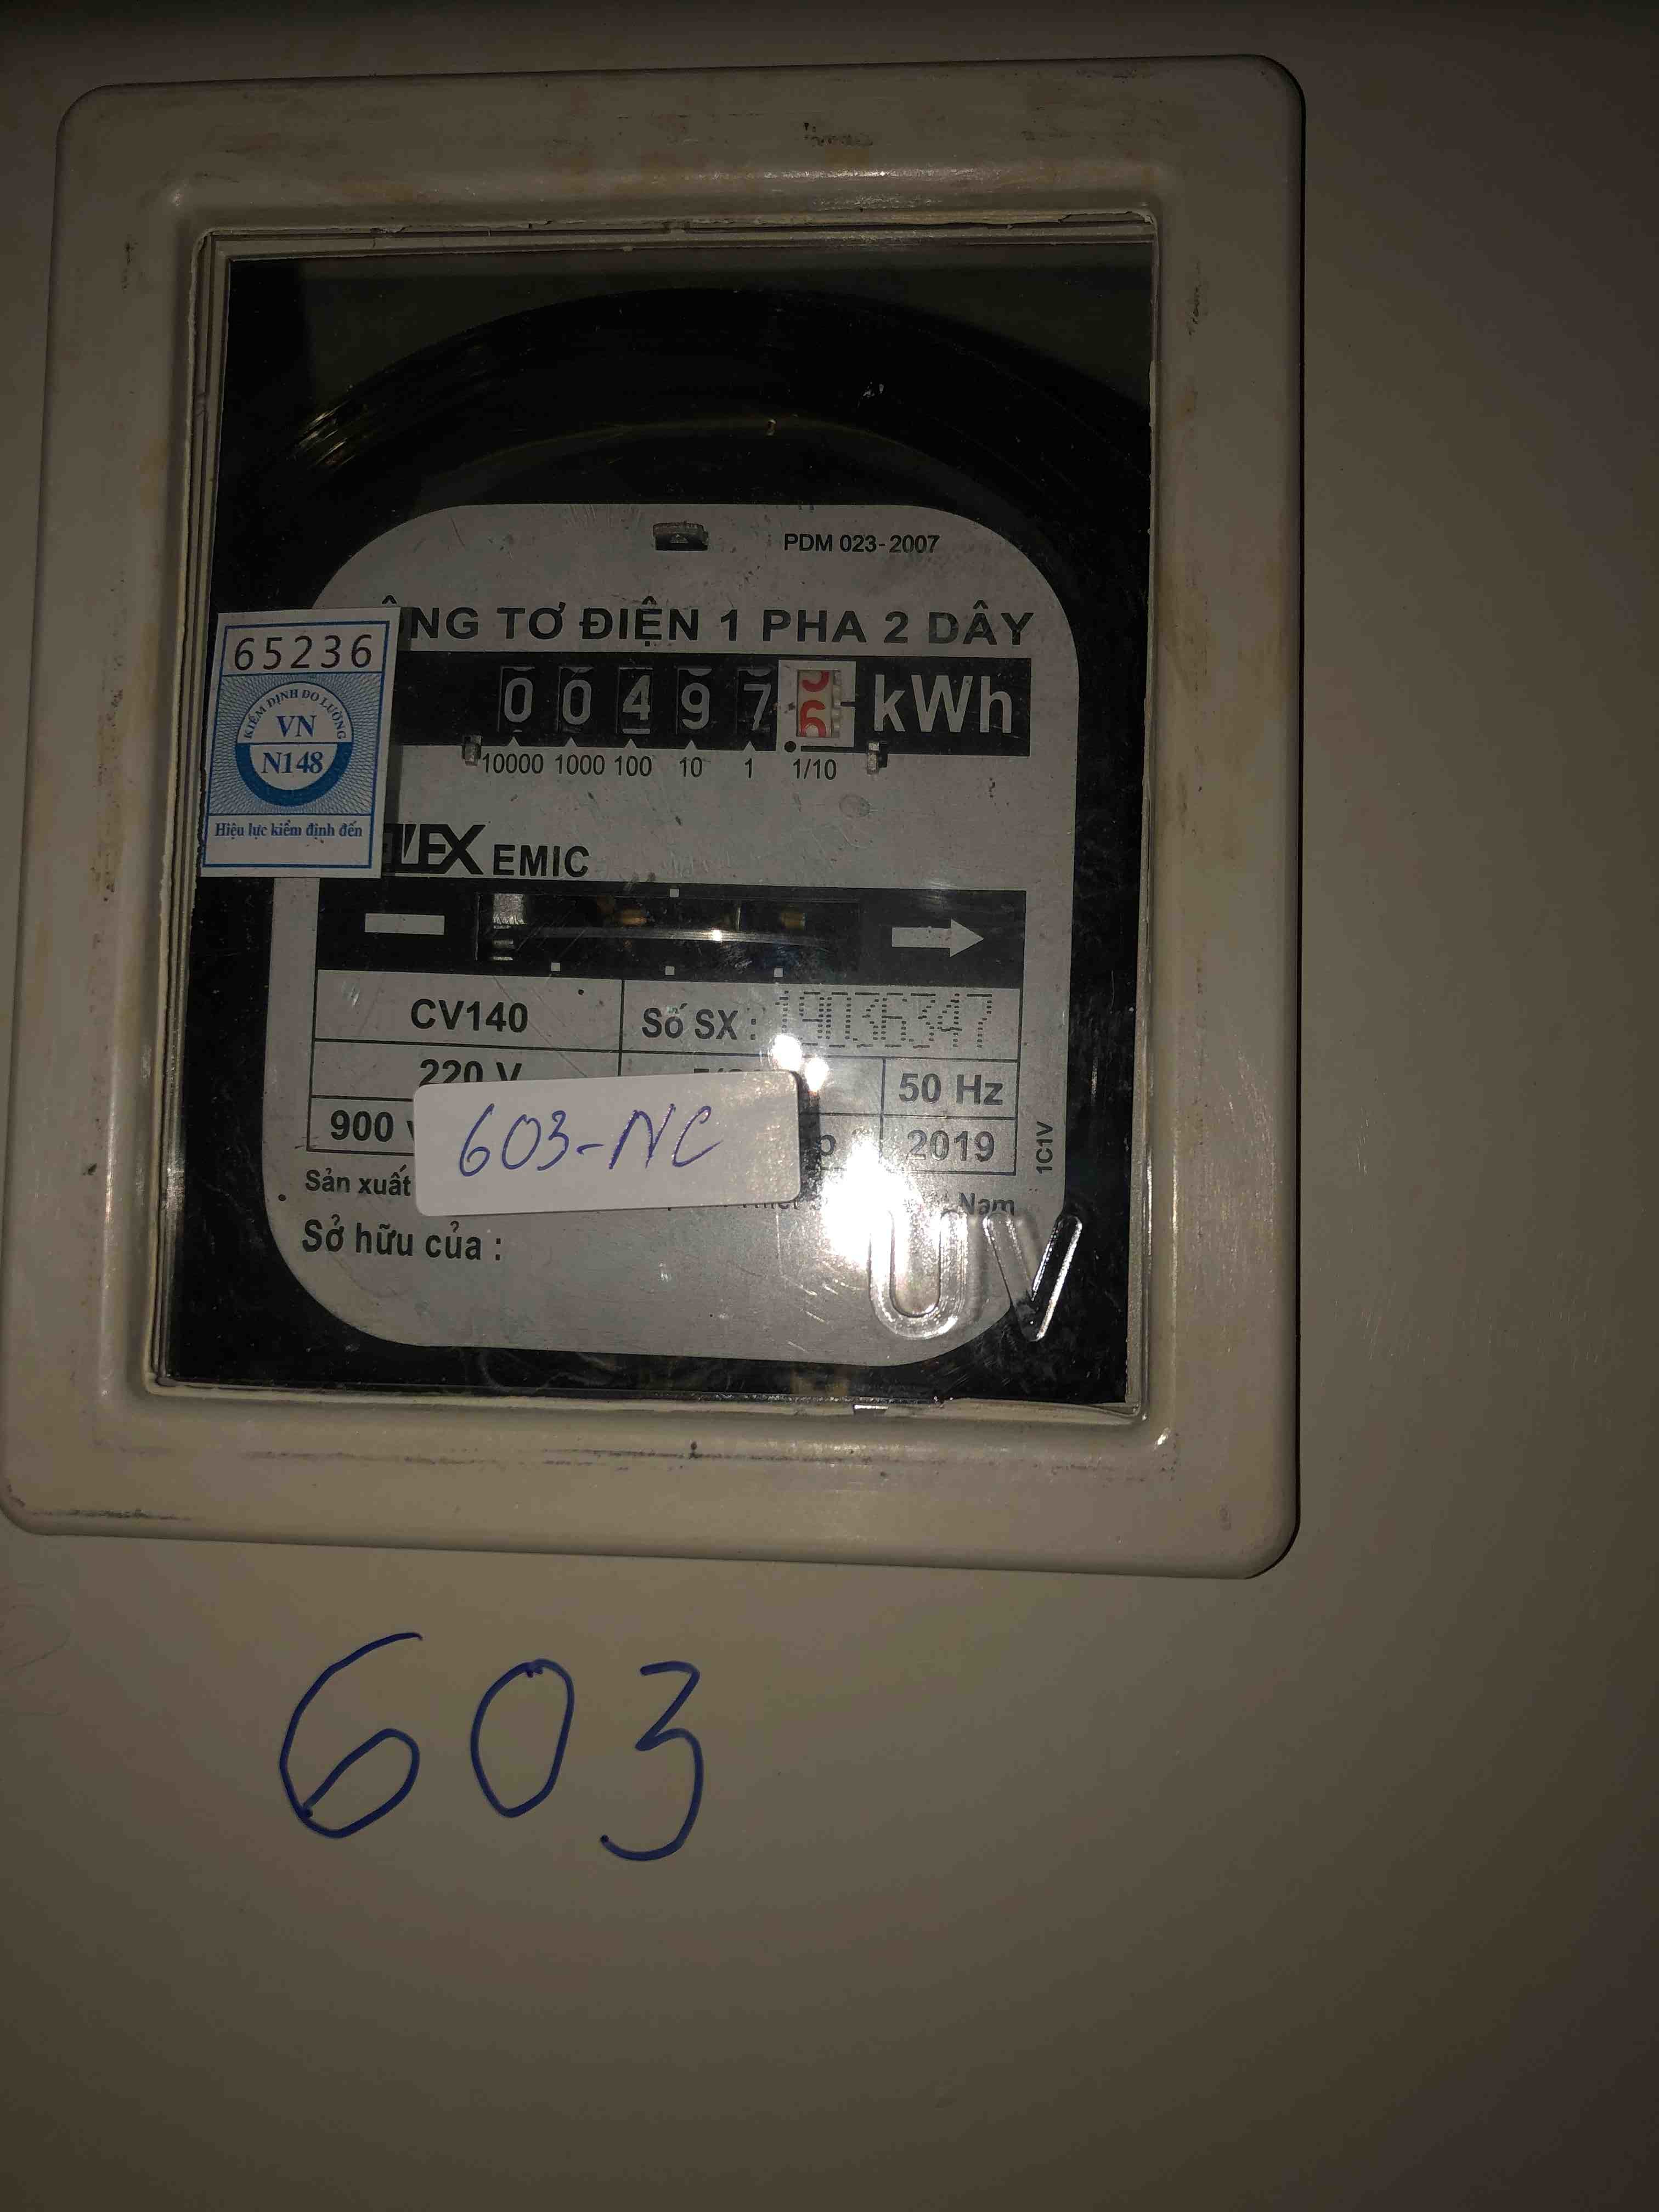 PDM 023-2007
ÔNG TƠ ĐIỆN 1 PHA 2 DÂY
65236
KIỂM ĐỊNH ĐO LƯỜNG
VN
N148
Hiệu lực kiểm định đến
0 0 4 9 7 kWh
10000 1000 100 10 1 1/10
EMIC
CV140
Số SX : 19036347
220 V
50 Hz
900
603-NC
2019
1C1V
Sản xuất
Nam
Sở hữu của :
UV
603